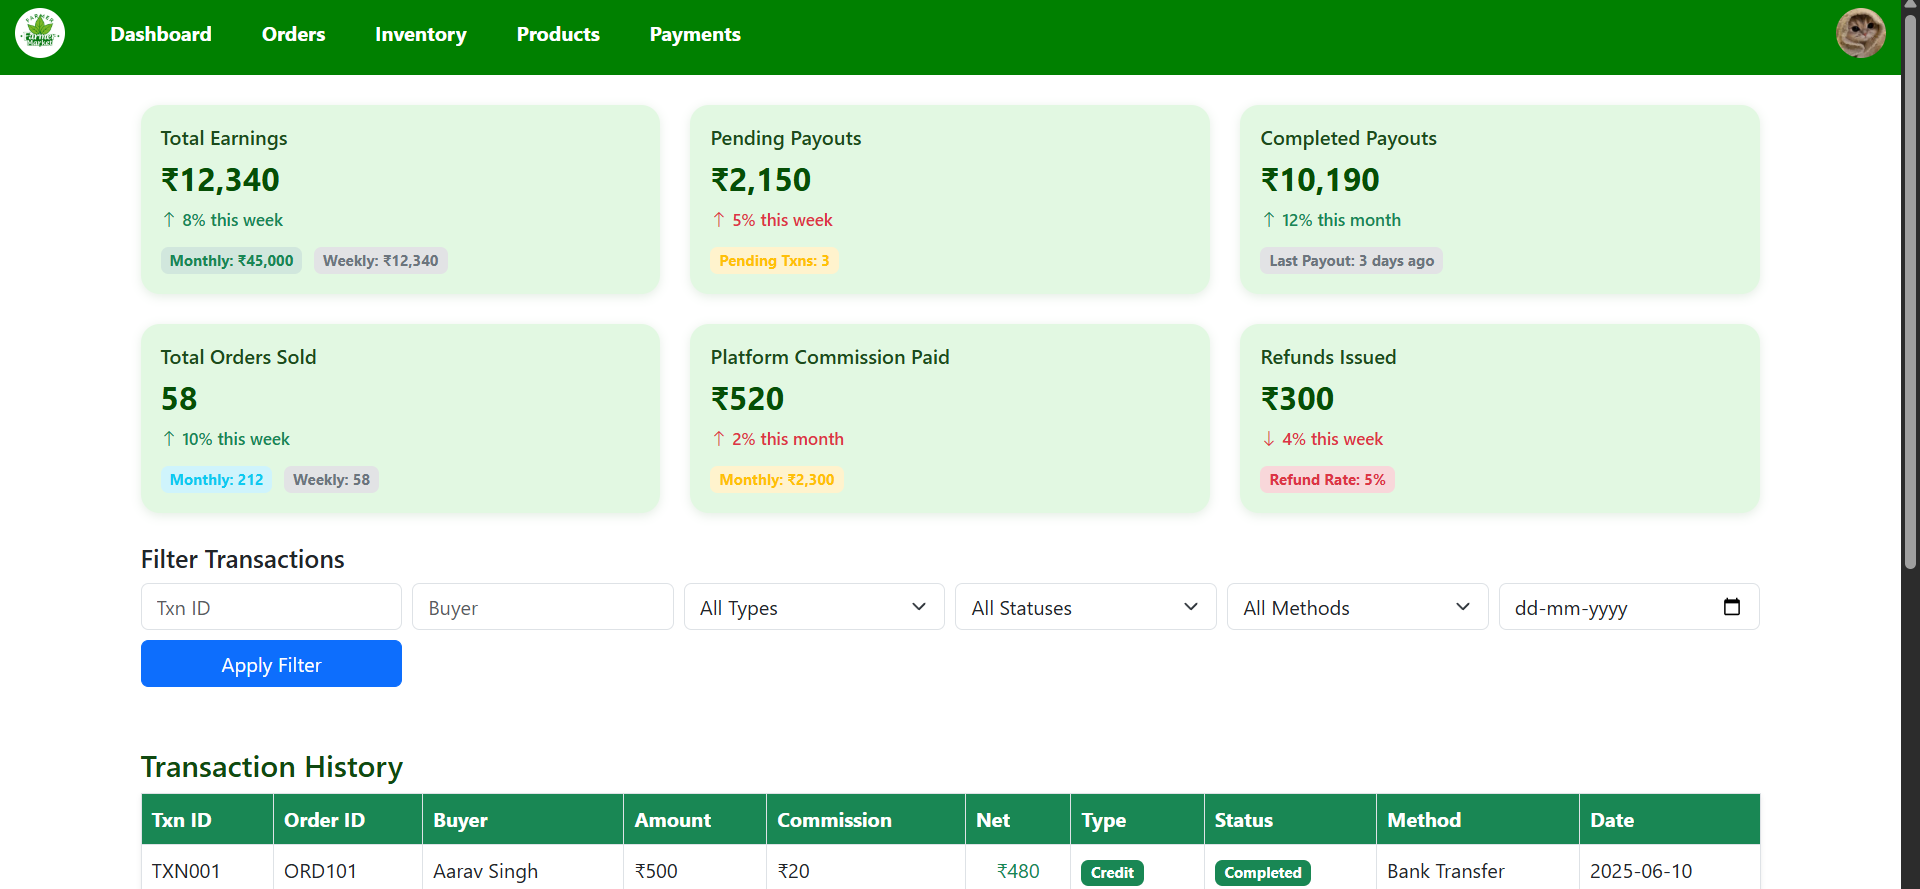 FARMER
Farmer
Market
Dashboard Orders Inventory Products Payments
Total Earnings
₹12,340
↑ 8% this week
Monthly: ₹45,000 Weekly: ₹12,340
Pending Payouts
₹2,150
↑ 5% this week
Pending Txns: 3
Completed Payouts
₹10,190
↑ 12% this month
Last Payout: 3 days ago
Total Orders Sold
58
↑ 10% this week
Monthly: 212 Weekly: 58
Platform Commission Paid
₹520
↑ 2% this month
Monthly: ₹2,300
Refunds Issued
₹300
↓ 4% this week
Refund Rate: 5%
Filter Transactions
Txn ID Buyer All Types All Statuses All Methods dd-mm-yyyy
Apply Filter
Transaction History
Txn ID Order ID Buyer Amount Commission Net Type Status Method Date
TXN001 ORD101 Aarav Singh ₹500 ₹20 ₹480 Credit Completed Bank Transfer 2025-06-10